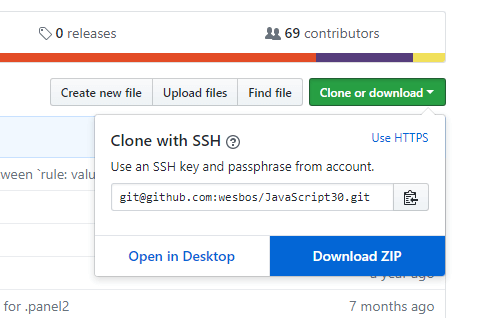 0 releases
69 contributors
Create new file
Upload files
Find file
Clone or download
Clone with SSH
Use HTTPS
Use an SSH key and passphrase from account.
ween `rule: valu
git@github.com:wesbos/JavaScript30.git
Open in Desktop
Download ZIP
a year ago
for .panel2
7 months ago